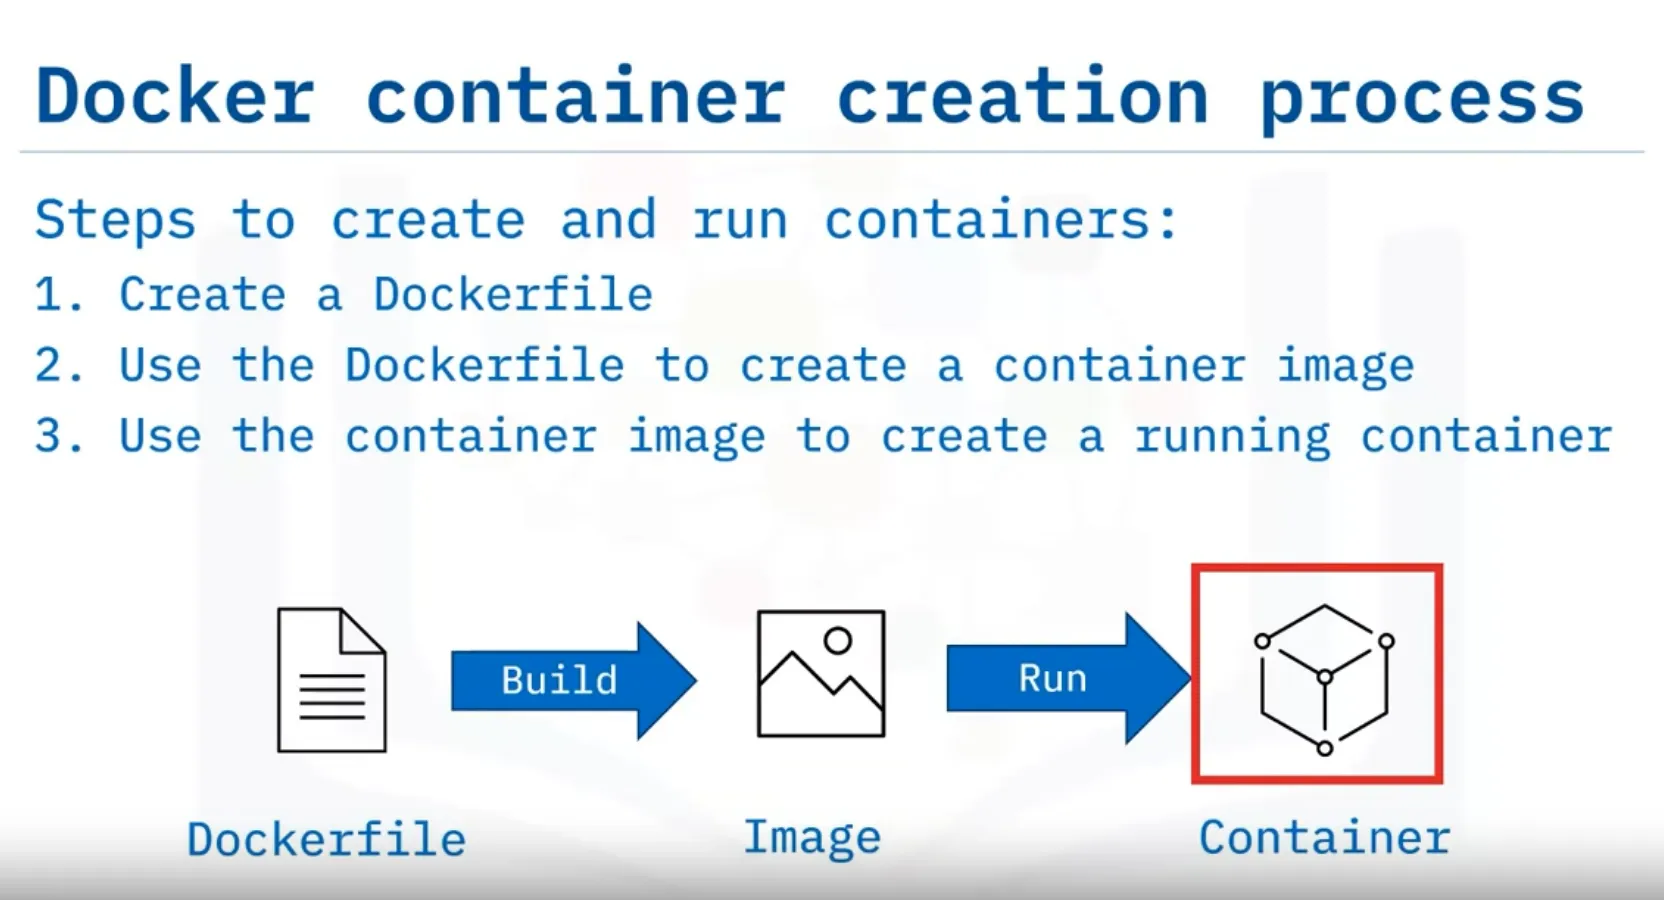 Docker container creation process
Steps to create and run containers:
1. Create a Dockerfile
2. Use the Dockerfile to create a container image
3. Use the container image to create a running container
Build
Run
Dockerfile
Image
Container